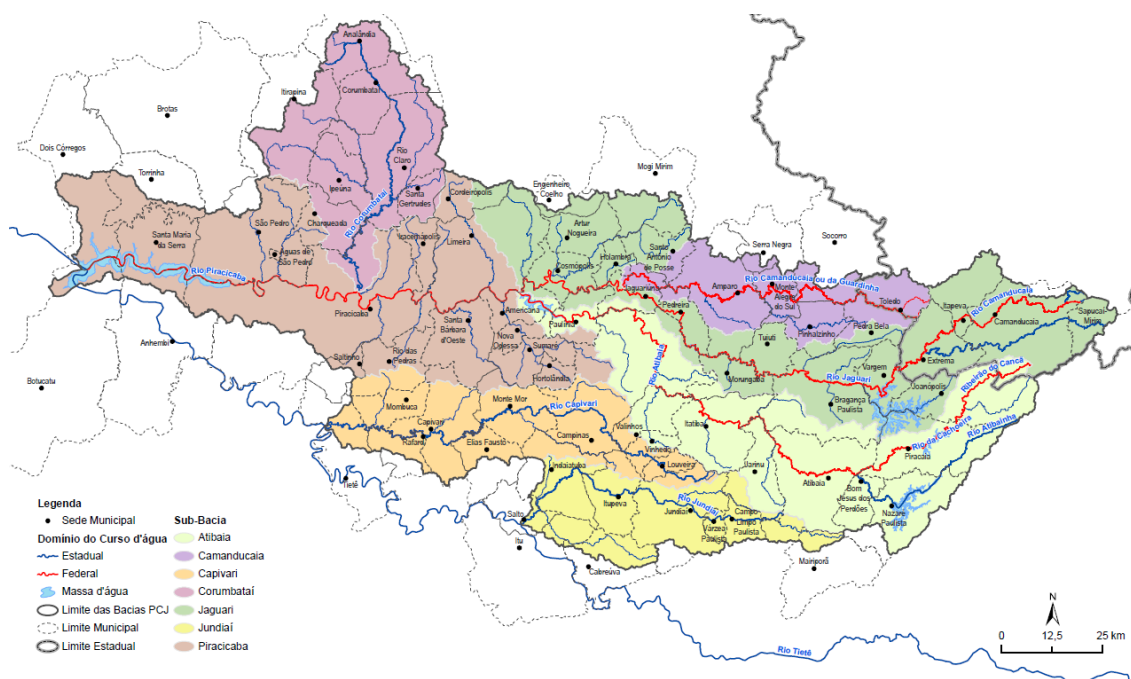 Analândia
Corumbataí
Itirapina
Brotas
Dois Córregos
Torrinha
Rio
Claro
Ipeúna
Santa
Gertrudes
Rio Corumbataí
Charqueada
Cordeirópolis
Engenheiro
Coelho
Mogi Mirim
São Pedro
Águas de
São Pedro
Santa Maria
da Serra
Iracemápolis
Limeira
Artur
Nogueira
Holambra
Santo
Antônio
de Posse
Serra Negra
Socorro
Cosmópolis
Rio Piracicaba
Jaguariúna
Rio Camanducaia ou da Guardinha
Amparo
Monte
Alegre
do Sul
Toledo
Itapeva
Rio Camanducaia
Camanducaia
Sapucaí-
Mirim
Pedreira
Piracicaba
Americana
Paulínia
Pinhalzinho
Pedra Bela
Santa
Bárbara
d'Oeste
Nova
Odessa
Sumaré
Tuiuti
Extrema
Anhembi
Saltinho
Rio das
Pedras
Hortolândia
Rio Atibaia
Morungaba
Rio Jaguari
Vargem
Joanópolis
Ribeirão do Cancã
Botucatu
Mombuca
Monte Mor
Rio Capivari
Bragança
Paulista
Capivari
Rafard
Elias Fausto
Campinas
Valinhos
Vinhedo
Itatiba
Rio da Cachoeira
Rio Atibainha
Piracaia
Louveira
Jarinu
Atibaia
Bom
Jesus dos
Perdões
Nazaré
Paulista
Tietê
Indaiatuba
Itupeva
Rio Jundiaí
Jundiaí
Campo
Limpo
Paulista
Várzea
Paulista
Salto
Itu
Cabreúva
Mairiporã
Rio Tietê
Legenda
Sede Municipal
Domínio do Curso d'água
Estadual
Federal
Massa d'água
Limite das Bacias PCJ
Limite Municipal
Limite Estadual
Sub-Bacia
Atibaia
Camanducaia
Capivari
Corumbataí
Jaguari
Jundiaí
Piracicaba
N
0 12,5 25 km